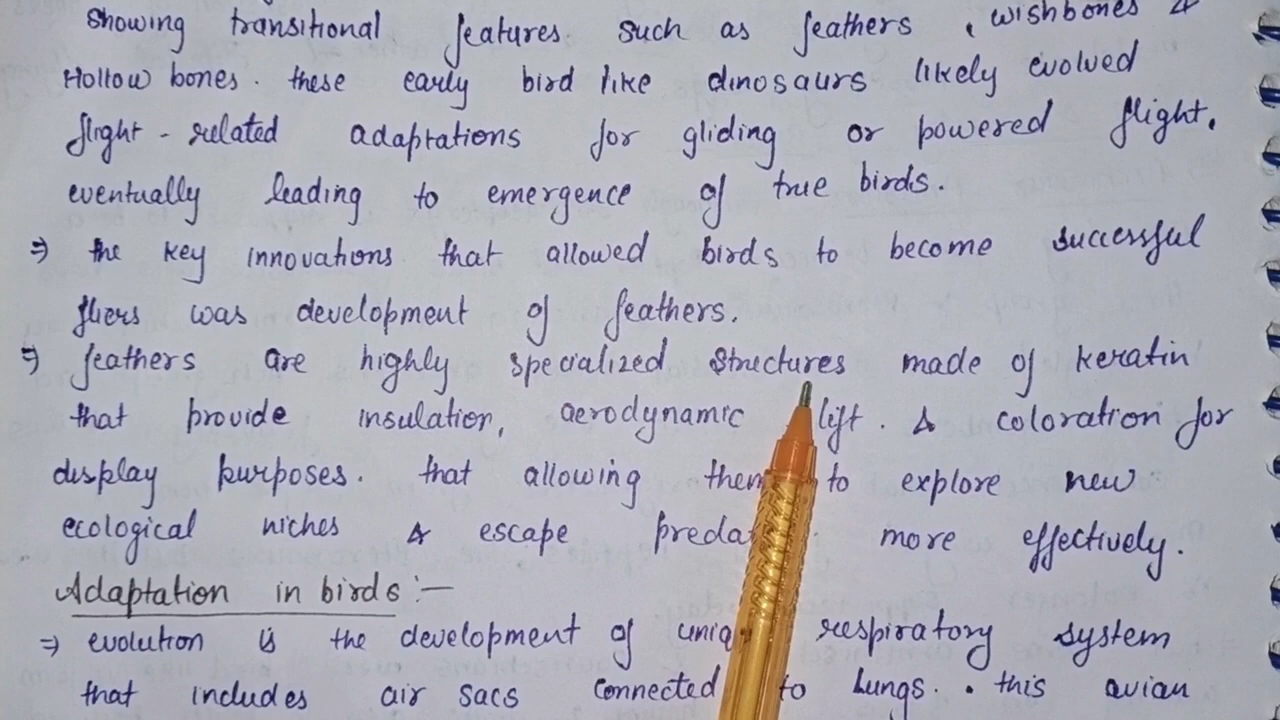 showing transitional features. such as feathers, wishbones &
Hollow bones. these early bird like dinosaurs likely evolved
flight-related adaptations for gliding or powered flight.
eventually leading to emergence of true birds.
⇒ the key innovations that allowed birds to become successful
fliers was development of feathers.
⇒ feathers are highly specialized structures made of keratin
that provide insulation, aerodynamic lift. & coloration for
display purposes. that allowing them to explore new
ecological niches & escape more effectively.
Adaptation in birds :-
⇒ evolution is the development of respiratory system
that includes air sacs connected to lungs. this avian